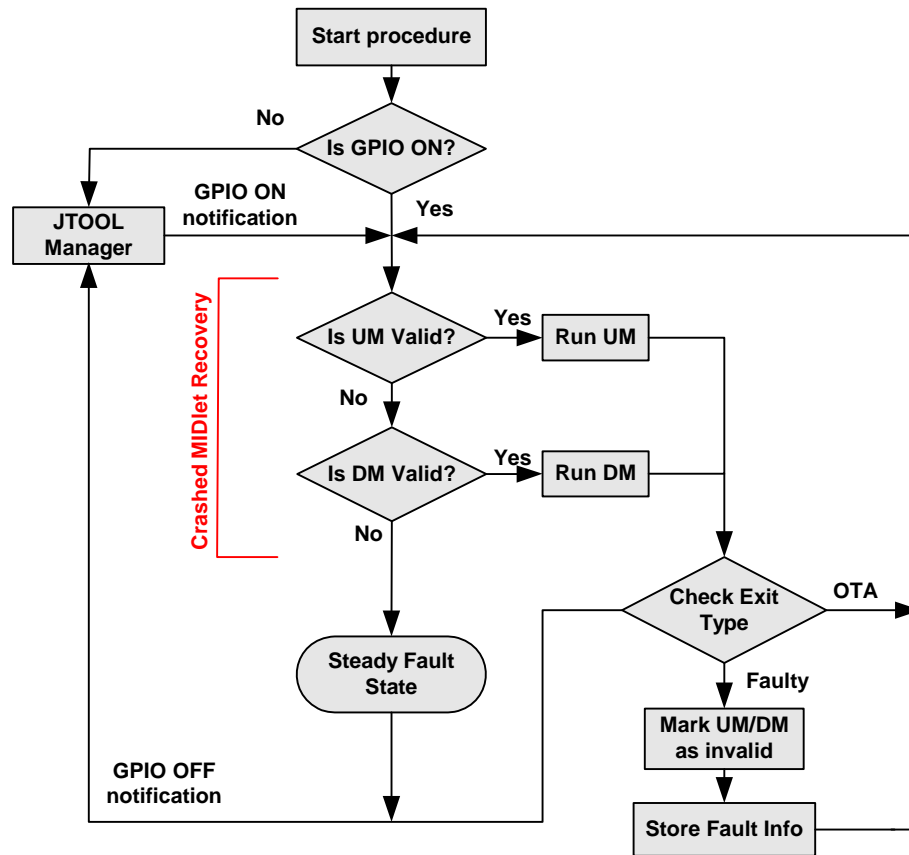 Start procedure
No
Is GPIO ON?
GPIO ON
notification
Yes
JTOOL
Manager
Crashed MIDlet Recovery
Is UM Valid?
Yes
Run UM
No
Is DM Valid?
Yes
Run DM
No
Check Exit
Type
OTA
Steady Fault
State
Faulty
Mark UM/DM
as invalid
GPIO OFF
notification
Store Fault Info